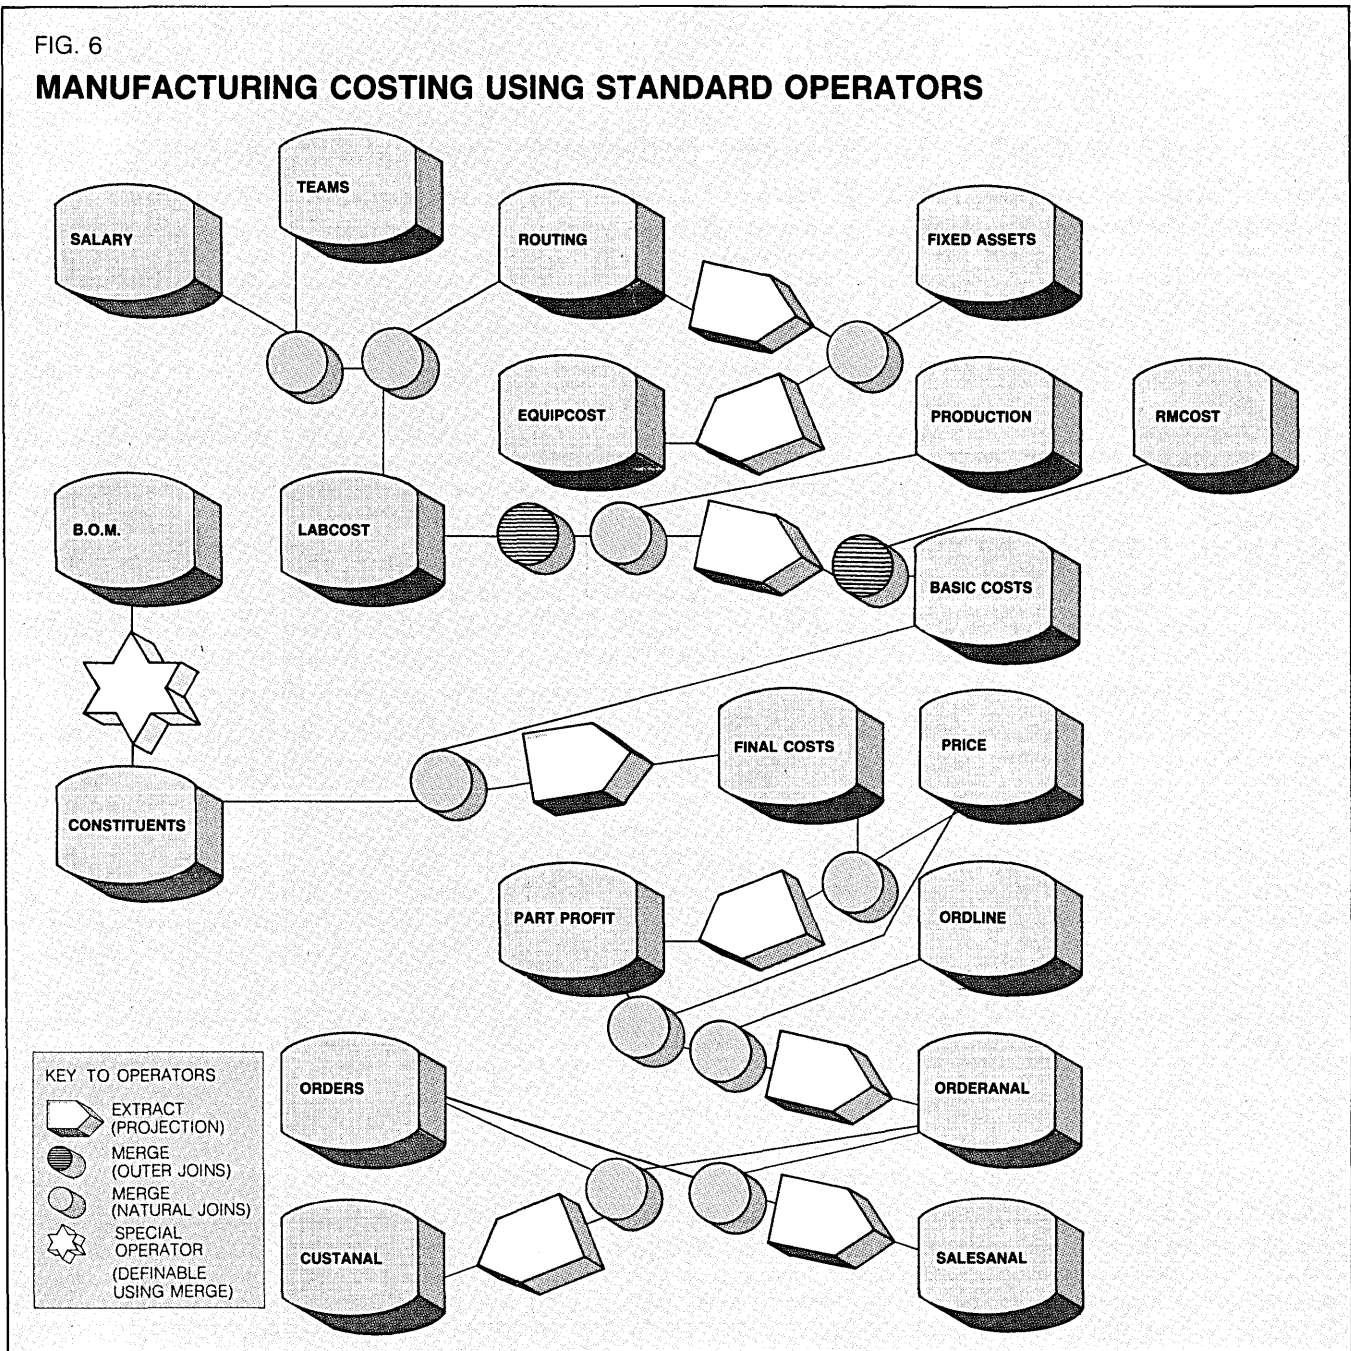 FIG. 6
MANUFACTURING COSTING USING STANDARD OPERATORS
TEAMS
SALARY
ROUTING
FIXED ASSETS
EQUIPCOST
PRODUCTION
RMCOST
B.O.M.
LABCOST
BASIC COSTS
FINAL COSTS
PRICE
CONSTITUENTS
PART PROFIT
ORDLINE
ORDERS
ORDERANAL
CUSTANAL
SALESANAL
KEY TO OPERATORS
EXTRACT
(PROJECTION)
MERGE
(OUTER JOINS)
MERGE
(NATURAL JOINS)
SPECIAL
OPERATOR
(DEFINABLE
USING MERGE)